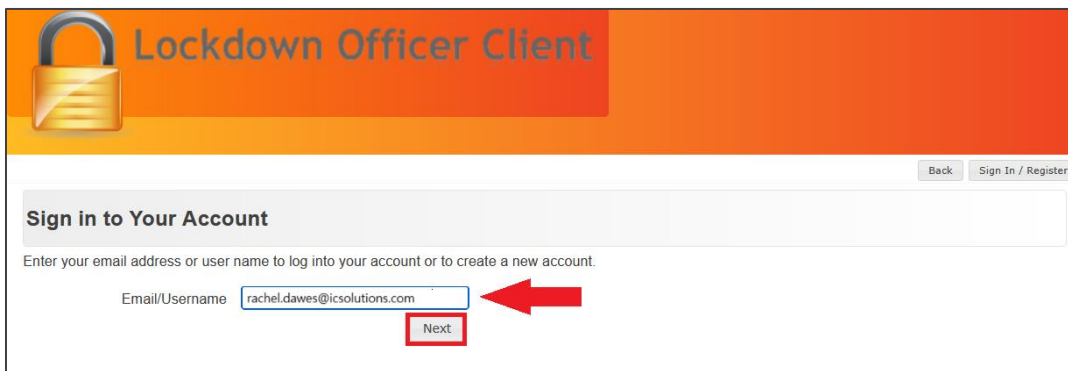 Lockdown Officer Client
Back Sign In / Register
Sign in to Your Account
Enter your email address or user name to log into your account or to create a new account.
Email/Username rachel.dawes@icsolutions.com
Next